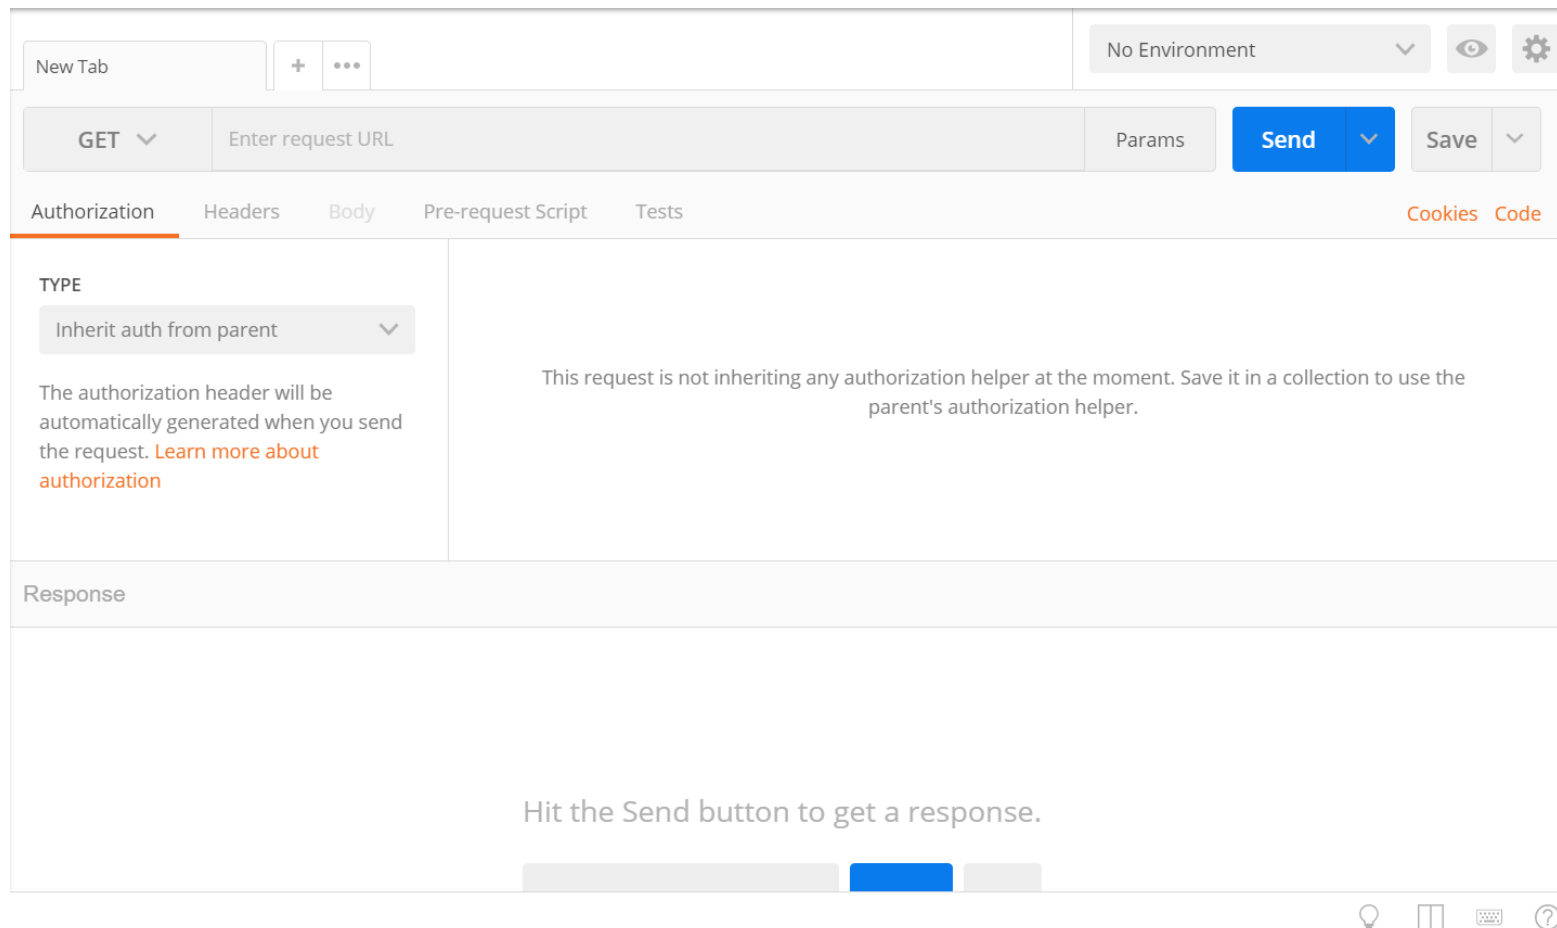 New Tab
No Environment
GET
Enter request URL
Params
Send
Save
Authorization
Headers
Body
Pre-request Script
Tests
Cookies
Code
TYPE
Inherit auth from parent
The authorization header will be
automatically generated when you send
the request. Learn more about
authorization
This request is not inheriting any authorization helper at the moment. Save it in a collection to use the
parent's authorization helper.
Response
Hit the Send button to get a response.